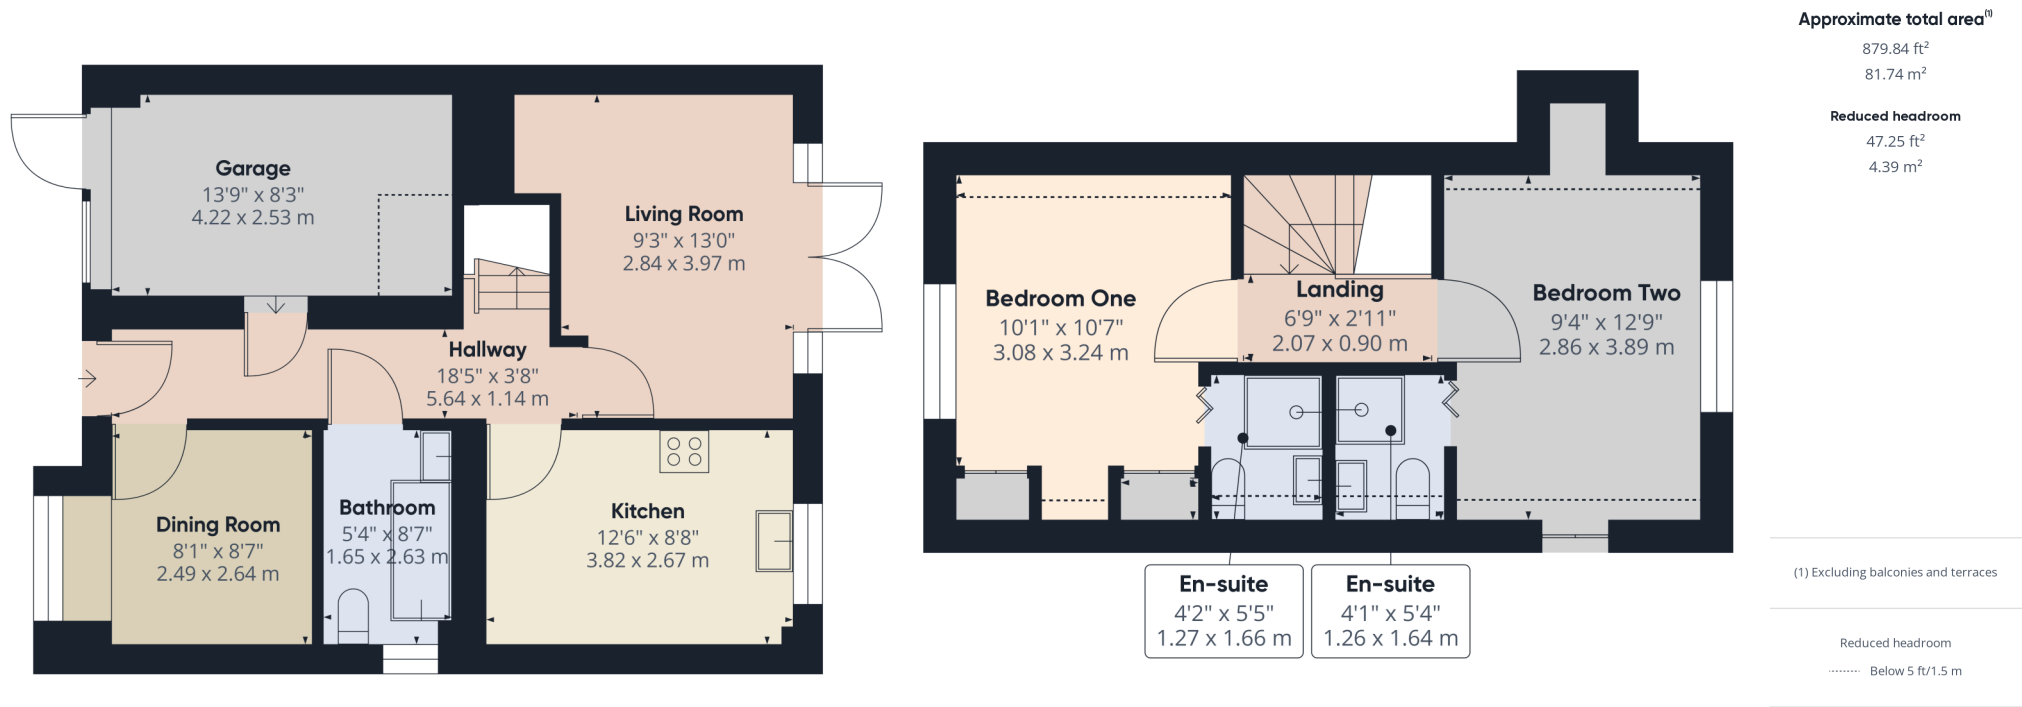 Garage
13'9" x 8'3"
4.22 x 2.53 m
Living Room
9'3" x 13'0"
2.84 x 3.97 m
Hallway
18'5" x 3'8"
5.64 x 1.14 m
Dining Room
8'1" x 8'7"
2.49 x 2.64 m
Bathroom
5'4" x 8'7"
1.65 x 2.63 m
Kitchen
12'6" x 8'8"
3.82 x 2.67 m
Bedroom One
10'1" x 10'7"
3.08 x 3.24 m
Landing
6'9" x 2'11"
2.07 x 0.90 m
Bedroom Two
9'4" x 12'9"
2.86 x 3.89 m
En-suite
4'2" x 5'5"
1.27 x 1.66 m
En-suite
4'1" x 5'4"
1.26 x 1.64 m
Approximate total area(1)
879.84 ft²
81.74 m²
Reduced headroom
47.25 ft²
4.39 m²
(1) Excluding balconies and terraces
Reduced headroom
Below 5 ft/1.5 m